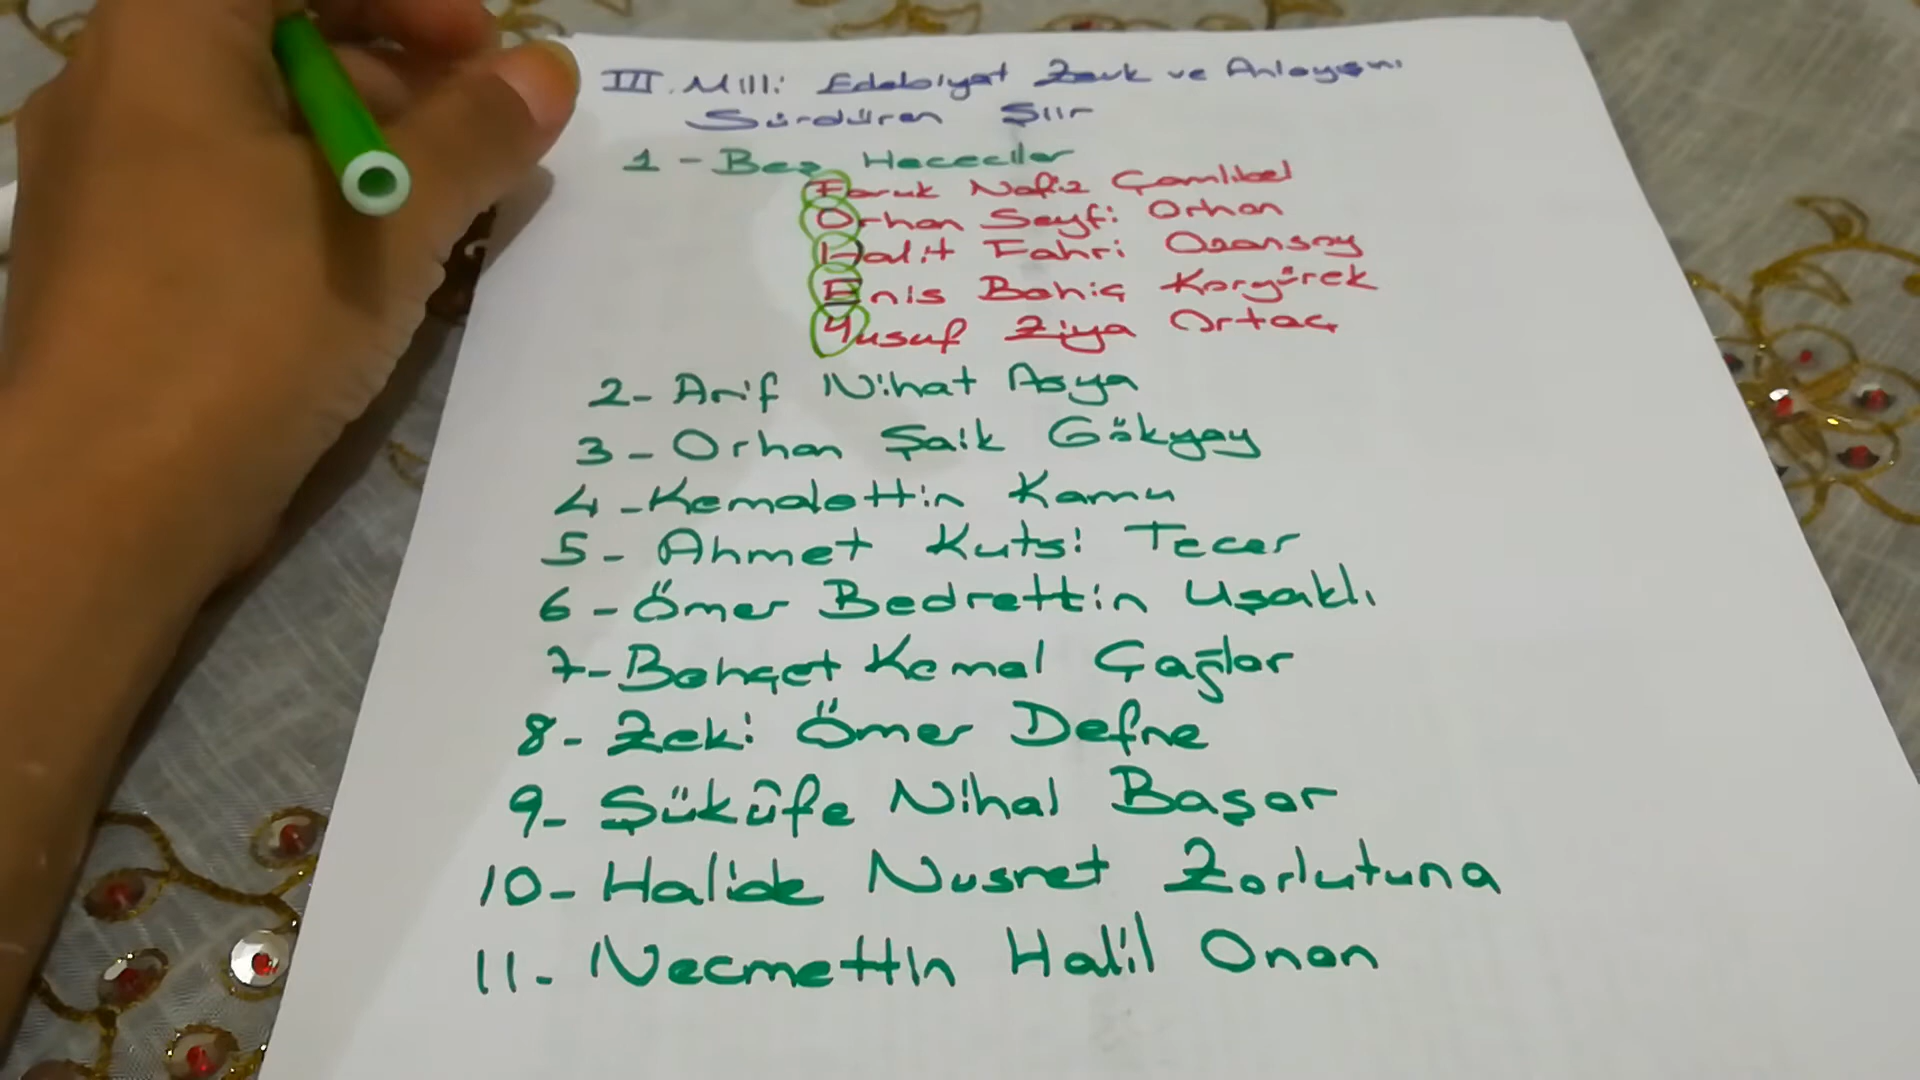 III. Milli Edebiyat Zevk ve Anlayışını
Sürdüren Şiir
1 - Beş Hececiler
Faruk Nafiz Çamlıbel
Orhan Seyfi Orhon
Halit Fahri Ozansoy
Enis Behiç Koryürek
Yusuf Ziya Ortaç
2- Arif Nihat Asya
3 - Orhan Şaik Gökyay
4 - Kemalettin Kamu
5 - Ahmet Kutsi Tecer
6 - Ömer Bedrettin Uşaklı
7- Behçet Kemal Çağlar
8- Zeki Ömer Defne
9- Şükûfe Nihal Başar
10- Halide Nusret Zorlutuna
11- Necmettin Halil Onan